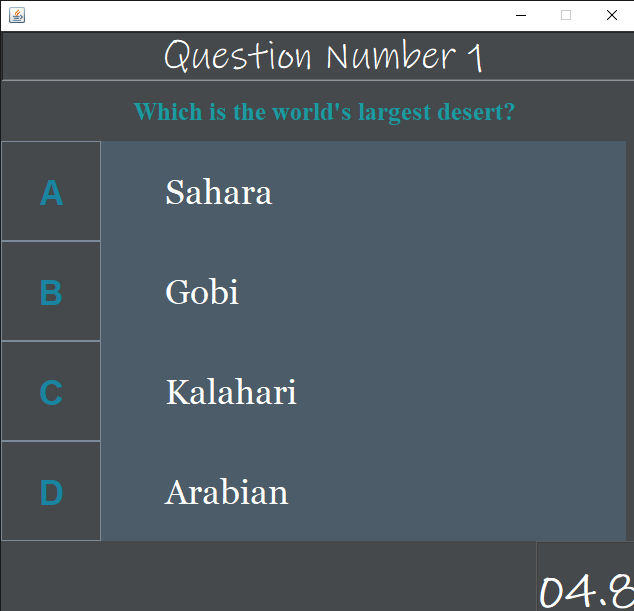 Question Number 1
Which is the world's largest desert?
A Sahara
B Gobi
C Kalahari
D Arabian
04.8